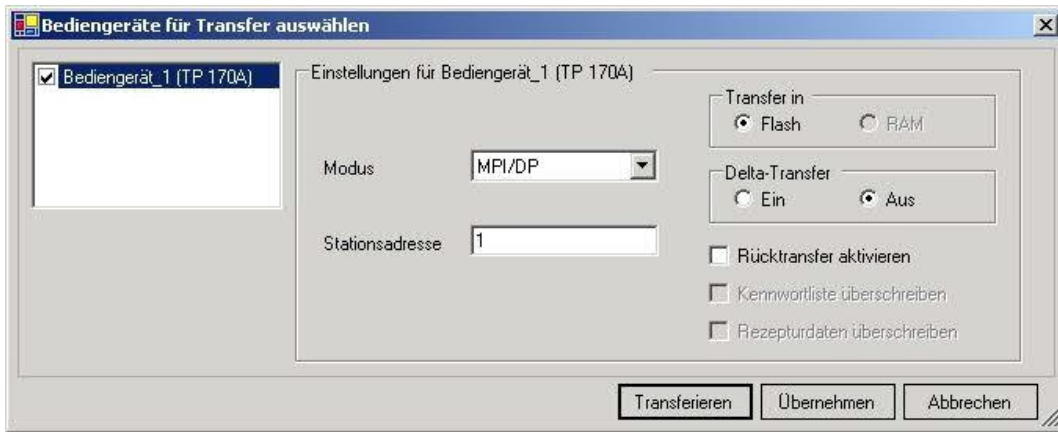 Bediengeräte für Transfer auswählen
Bediengerät_1 (TP 170A)
Einstellungen für Bediengerät_1 (TP 170A)
Modus
MPI/DP
Stationsadresse
1
Transfer in
Flash
RAM
Delta-Transfer
Ein
Aus
Rücktransfer aktivieren
Kennwortliste überschreiben
Rezepturdaten überschreiben
Transferieren
Übernehmen
Abbrechen